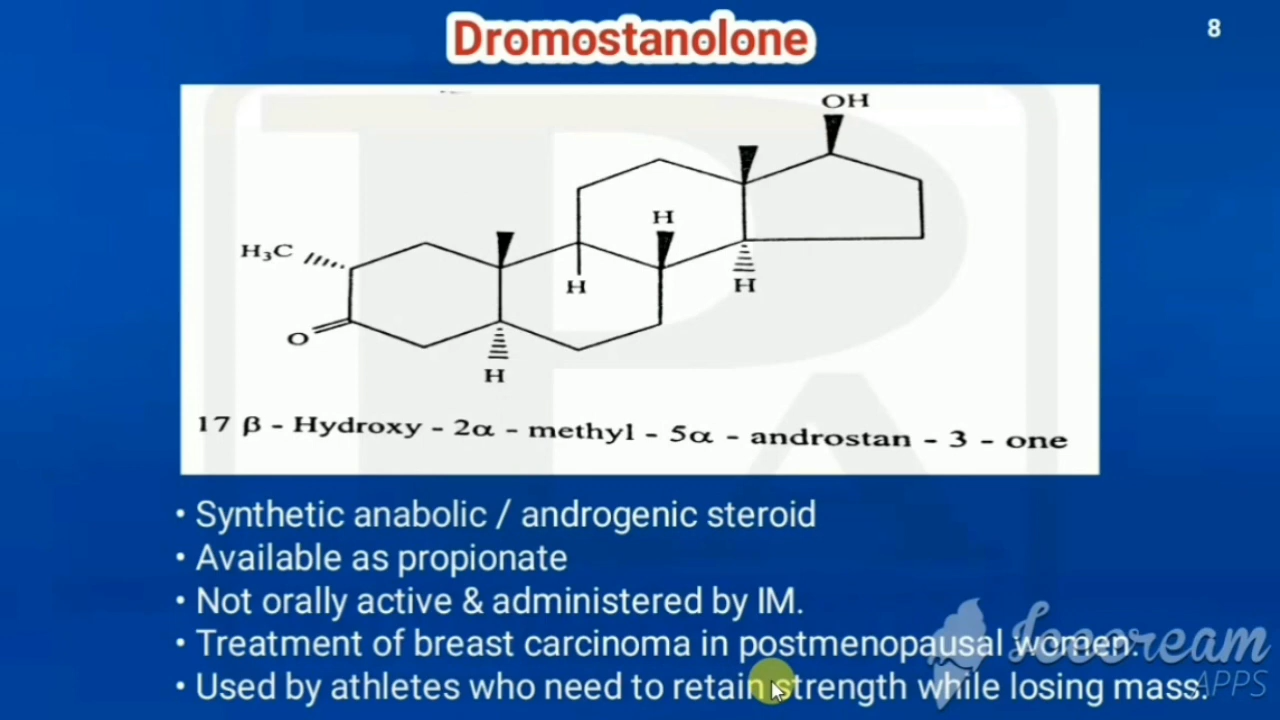 Dromostanolone
8
OH
H
H₃C
H
H
O
H
17 β - Hydroxy - 2α - methyl - 5α - androstan - 3 - one
• Synthetic anabolic / androgenic steroid
• Available as propionate
• Not orally active & administered by IM.
• Treatment of breast carcinoma in postmenopausal women.
• Used by athletes who need to retain strength while losing mass.
Icecream
APPS